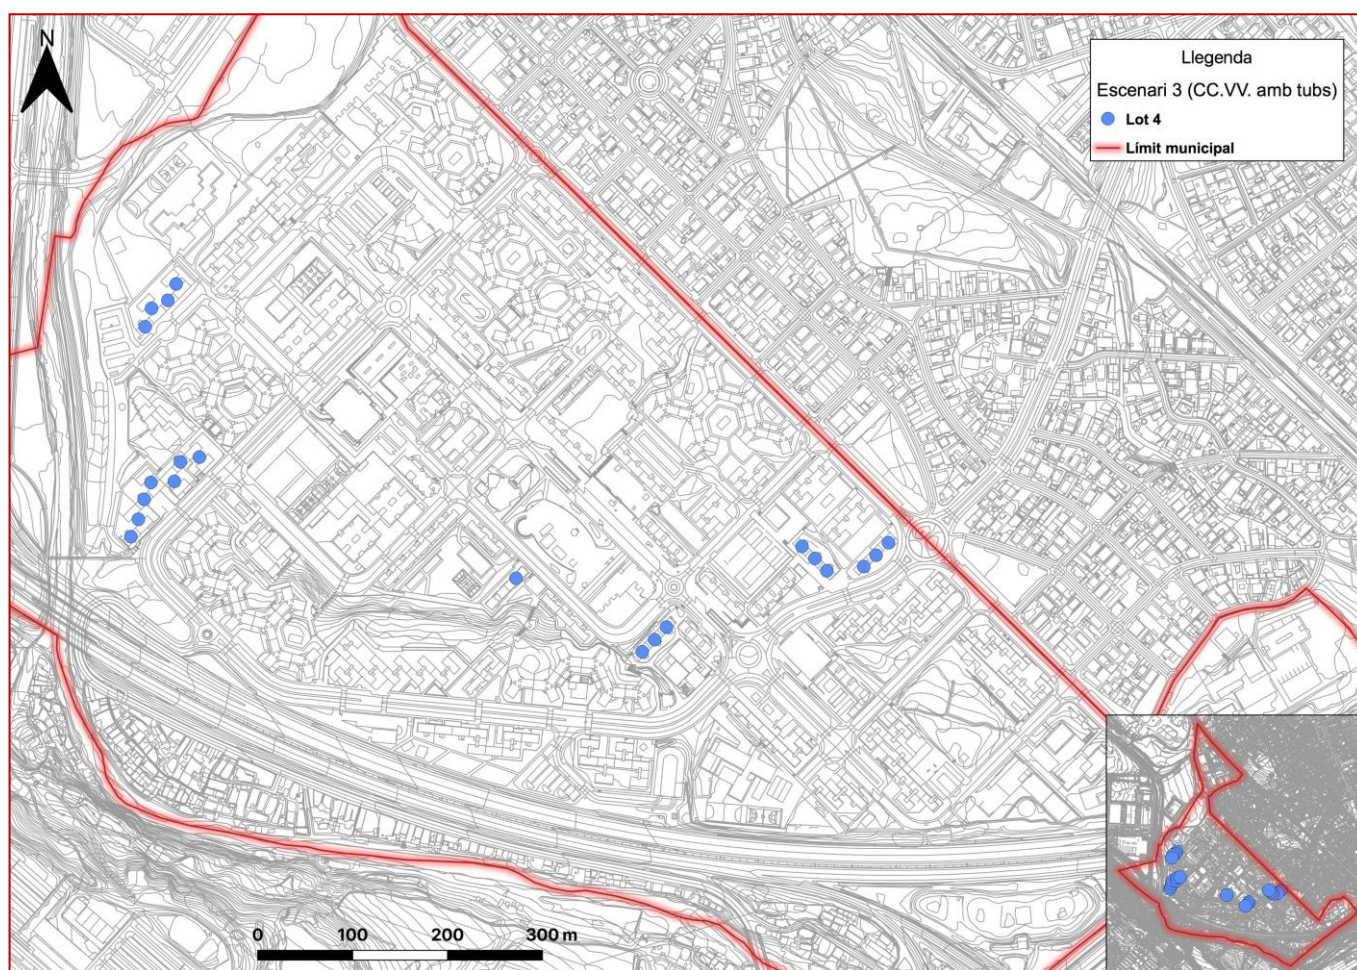 N
Llegenda
Escenari 3 (CC.VV. amb tubs)
Lot 4
Límit municipal
0 100 200 300 m